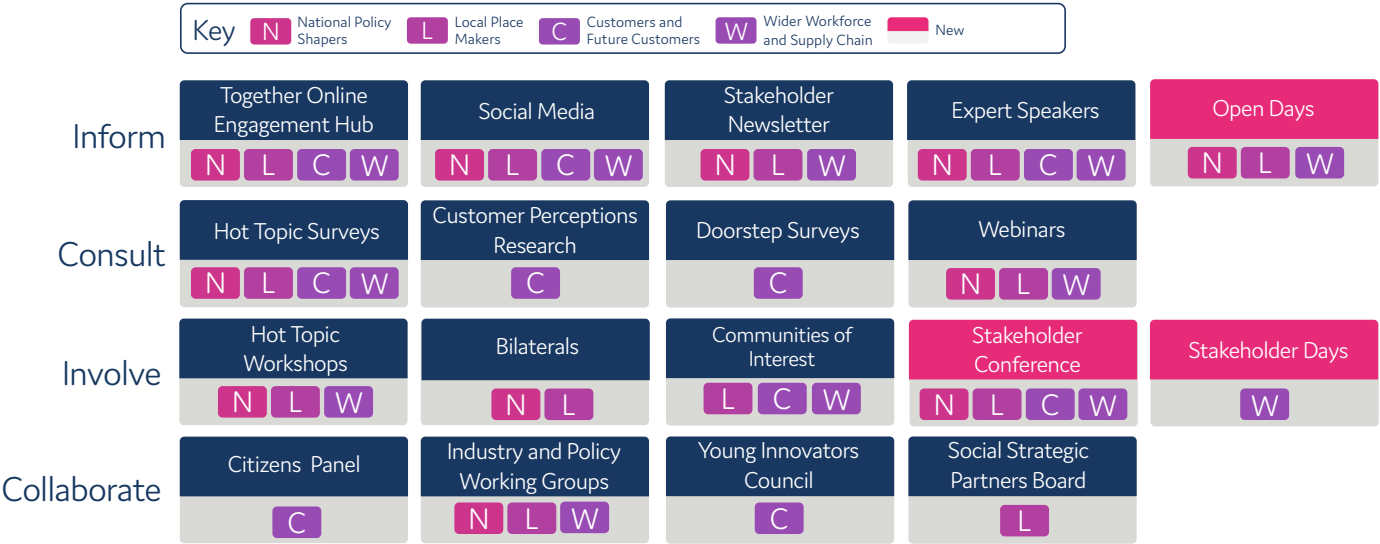 Key
N National Policy
Shapers
L Local Place
Makers
C Customers and
Future Customers
W Wider Workforce
and Supply Chain
New
Inform
Together Online
Engagement Hub
N L C W
Social Media
N L C W
Stakeholder
Newsletter
N L W
Expert Speakers
N L C W
Open Days
N L W
Consult
Hot Topic Surveys
N L C W
Customer Perceptions
Research
C
Doorstep Surveys
C
Webinars
N L W
Involve
Hot Topic
Workshops
N L W
Bilaterals
N L
Communities of
Interest
L C W
Stakeholder
Conference
N L C W
Stakeholder Days
W
Collaborate
Citizens Panel
C
Industry and Policy
Working Groups
N L W
Young Innovators
Council
C
Social Strategic
Partners Board
L